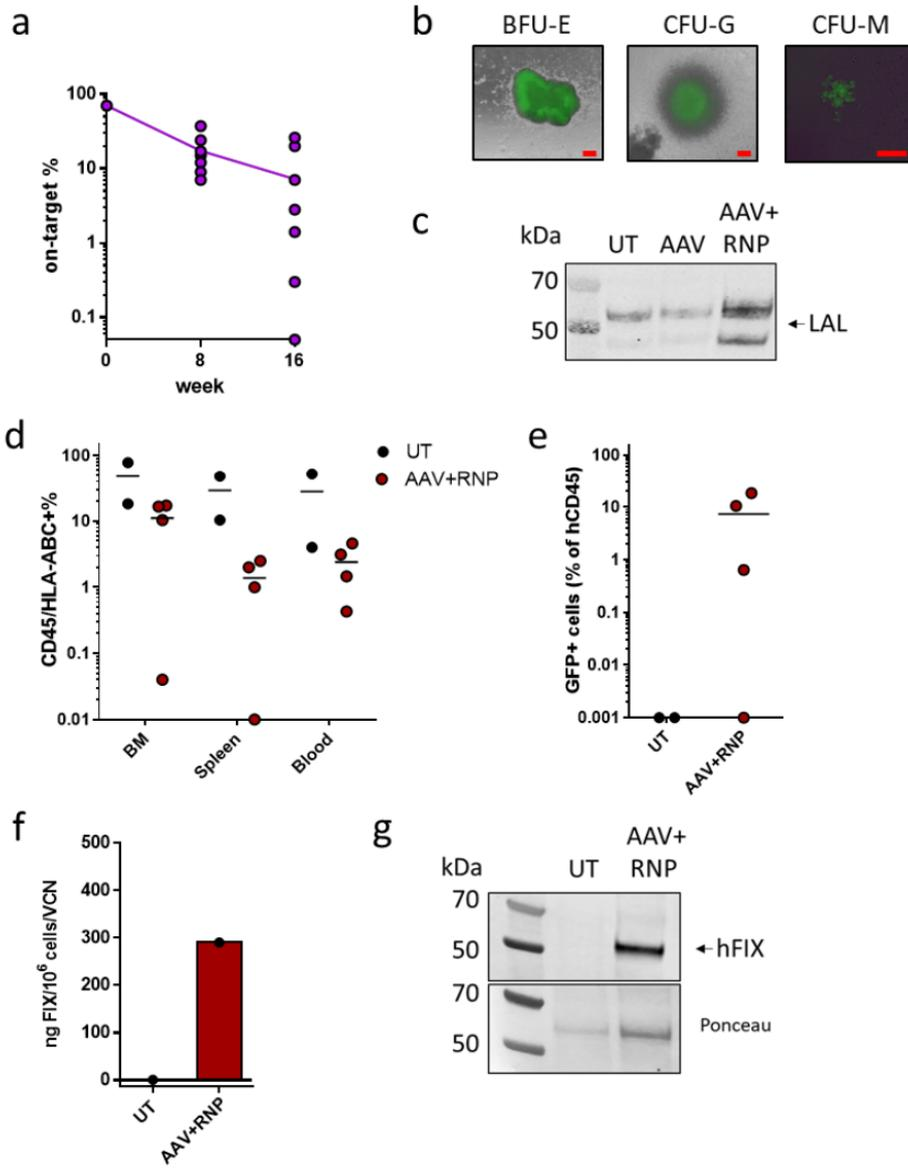 a
100
10
1
0.1
on-target %
0 8 16
week
b
BFU-E CFU-G CFU-M
c
kDa UT AAV AAV+
RNP
70
50
LAL
d
UT
AAV+RNP
100
10
1
0.1
0.01
CD45/HLA-ABC+%
BM Spleen Blood
e
100
10
1
0.1
0.01
0.001
GFP+ cells (% of hCD45)
UT AAV+RNP
f
500
400
300
200
100
0
ng FIX/10⁶ cells/VCN
UT AAV+RNP
g
kDa UT AAV+
RNP
70
50
hFIX
70
50
Ponceau